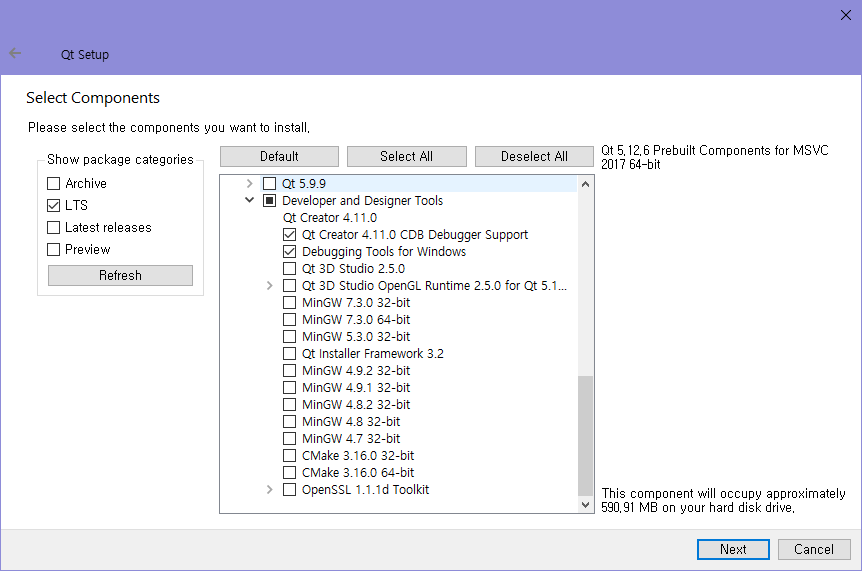 Qt Setup
Select Components
Please select the components you want to install.
Show package categories
Archive
LTS
Latest releases
Preview
Refresh
Default
Select All
Deselect All
Qt 5.9.9
Developer and Designer Tools
Qt Creator 4.11.0
Qt Creator 4.11.0 CDB Debugger Support
Debugging Tools for Windows
Qt 3D Studio 2.5.0
Qt 3D Studio OpenGL Runtime 2.5.0 for Qt 5.1...
MinGW 7.3.0 32-bit
MinGW 7.3.0 64-bit
MinGW 5.3.0 32-bit
Qt Installer Framework 3.2
MinGW 4.9.2 32-bit
MinGW 4.9.1 32-bit
MinGW 4.8.2 32-bit
MinGW 4.8 32-bit
MinGW 4.7 32-bit
CMake 3.16.0 32-bit
CMake 3.16.0 64-bit
OpenSSL 1.1.1d Toolkit
Qt 5.12.6 Prebuilt Components for MSVC
2017 64-bit
This component will occupy approximately
590.91 MB on your hard disk drive.
Next
Cancel